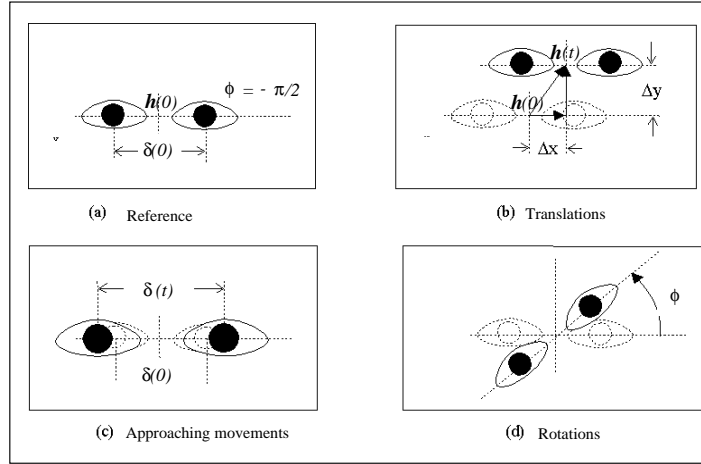 h(0)
ϕ = - π/2
δ(0)
(a) Reference
h(t)
h(0)
Δy
Δx
(b) Translations
δ(t)
δ(0)
(c) Approaching movements
ϕ
(d) Rotations